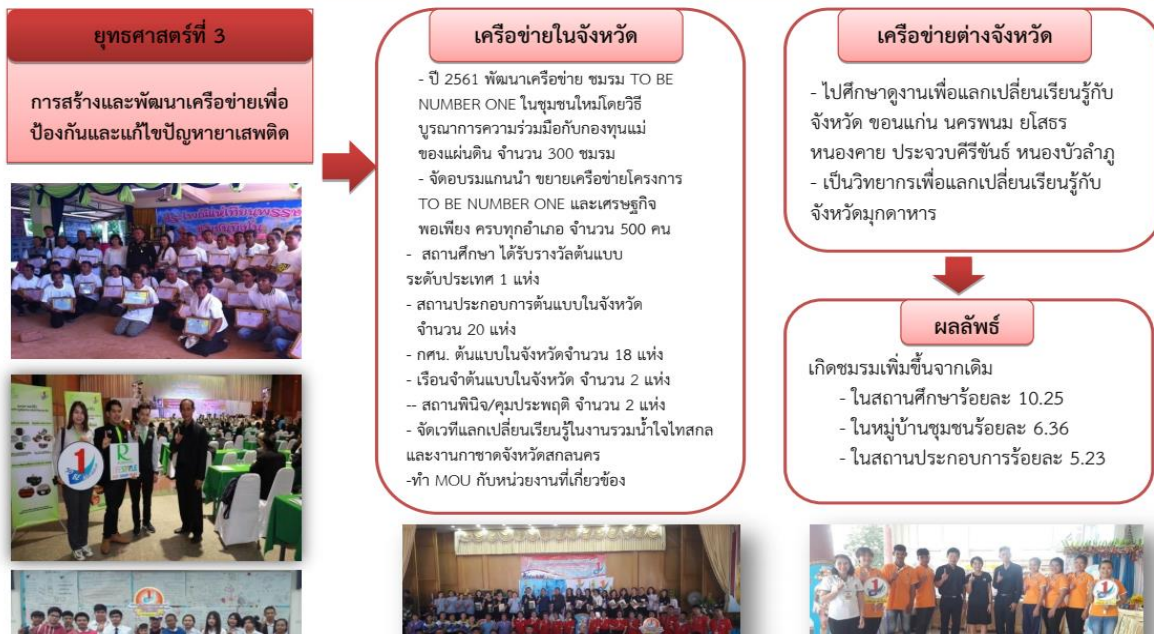 ยุทธศาสตร์ที่ 3
การสร้างและพัฒนาเครือข่ายเพื่อ
ป้องกันและแก้ไขปัญหายาเสพติด
เครือข่ายในจังหวัด
- ปี 2561 พัฒนาเครือข่าย ชมรม TO BE
NUMBER ONE ในชุมชนใหม่โดยวิธี
บูรณาการความร่วมมือกับกองทุนแม่
ของแผ่นดิน จำนวน 300 ชมรม
- จัดอบรมแกนนำ ขยายเครือข่ายโครงการ
TO BE NUMBER ONE และเศรษฐกิจ
พอเพียง ครบทุกอำเภอ จำนวน 500 คน
- สถานศึกษา ได้รับรางวัลต้นแบบ
ระดับประเทศ 1 แห่ง
- สถานประกอบการต้นแบบในจังหวัด
จำนวน 20 แห่ง
- กศน. ต้นแบบในจังหวัดจำนวน 18 แห่ง
- เรือนจำต้นแบบในจังหวัด จำนวน 2 แห่ง
-- สถานพินิจ/คุมประพฤติ จำนวน 2 แห่ง
- จัดเวทีแลกเปลี่ยนเรียนรู้ในงานรวมน้ำใจไทสกล
และงานกาชาดจังหวัดสกลนคร
-ทำ MOU กับหน่วยงานที่เกี่ยวข้อง
เครือข่ายต่างจังหวัด
- ไปศึกษาดูงานเพื่อแลกเปลี่ยนเรียนรู้กับ
จังหวัด ขอนแก่น นครพนม ยโสธร
หนองคาย ประจวบคีรีขันธ์ หนองบัวลำภู
- เป็นวิทยากรเพื่อแลกเปลี่ยนเรียนรู้กับ
จังหวัดมุกดาหาร
ผลลัพธ์
เกิดชมรมเพิ่มขึ้นจากเดิม
- ในสถานศึกษาร้อยละ 10.25
- ในหมู่บ้านชุมชนร้อยละ 6.36
- ในสถานประกอบการร้อยละ 5.23